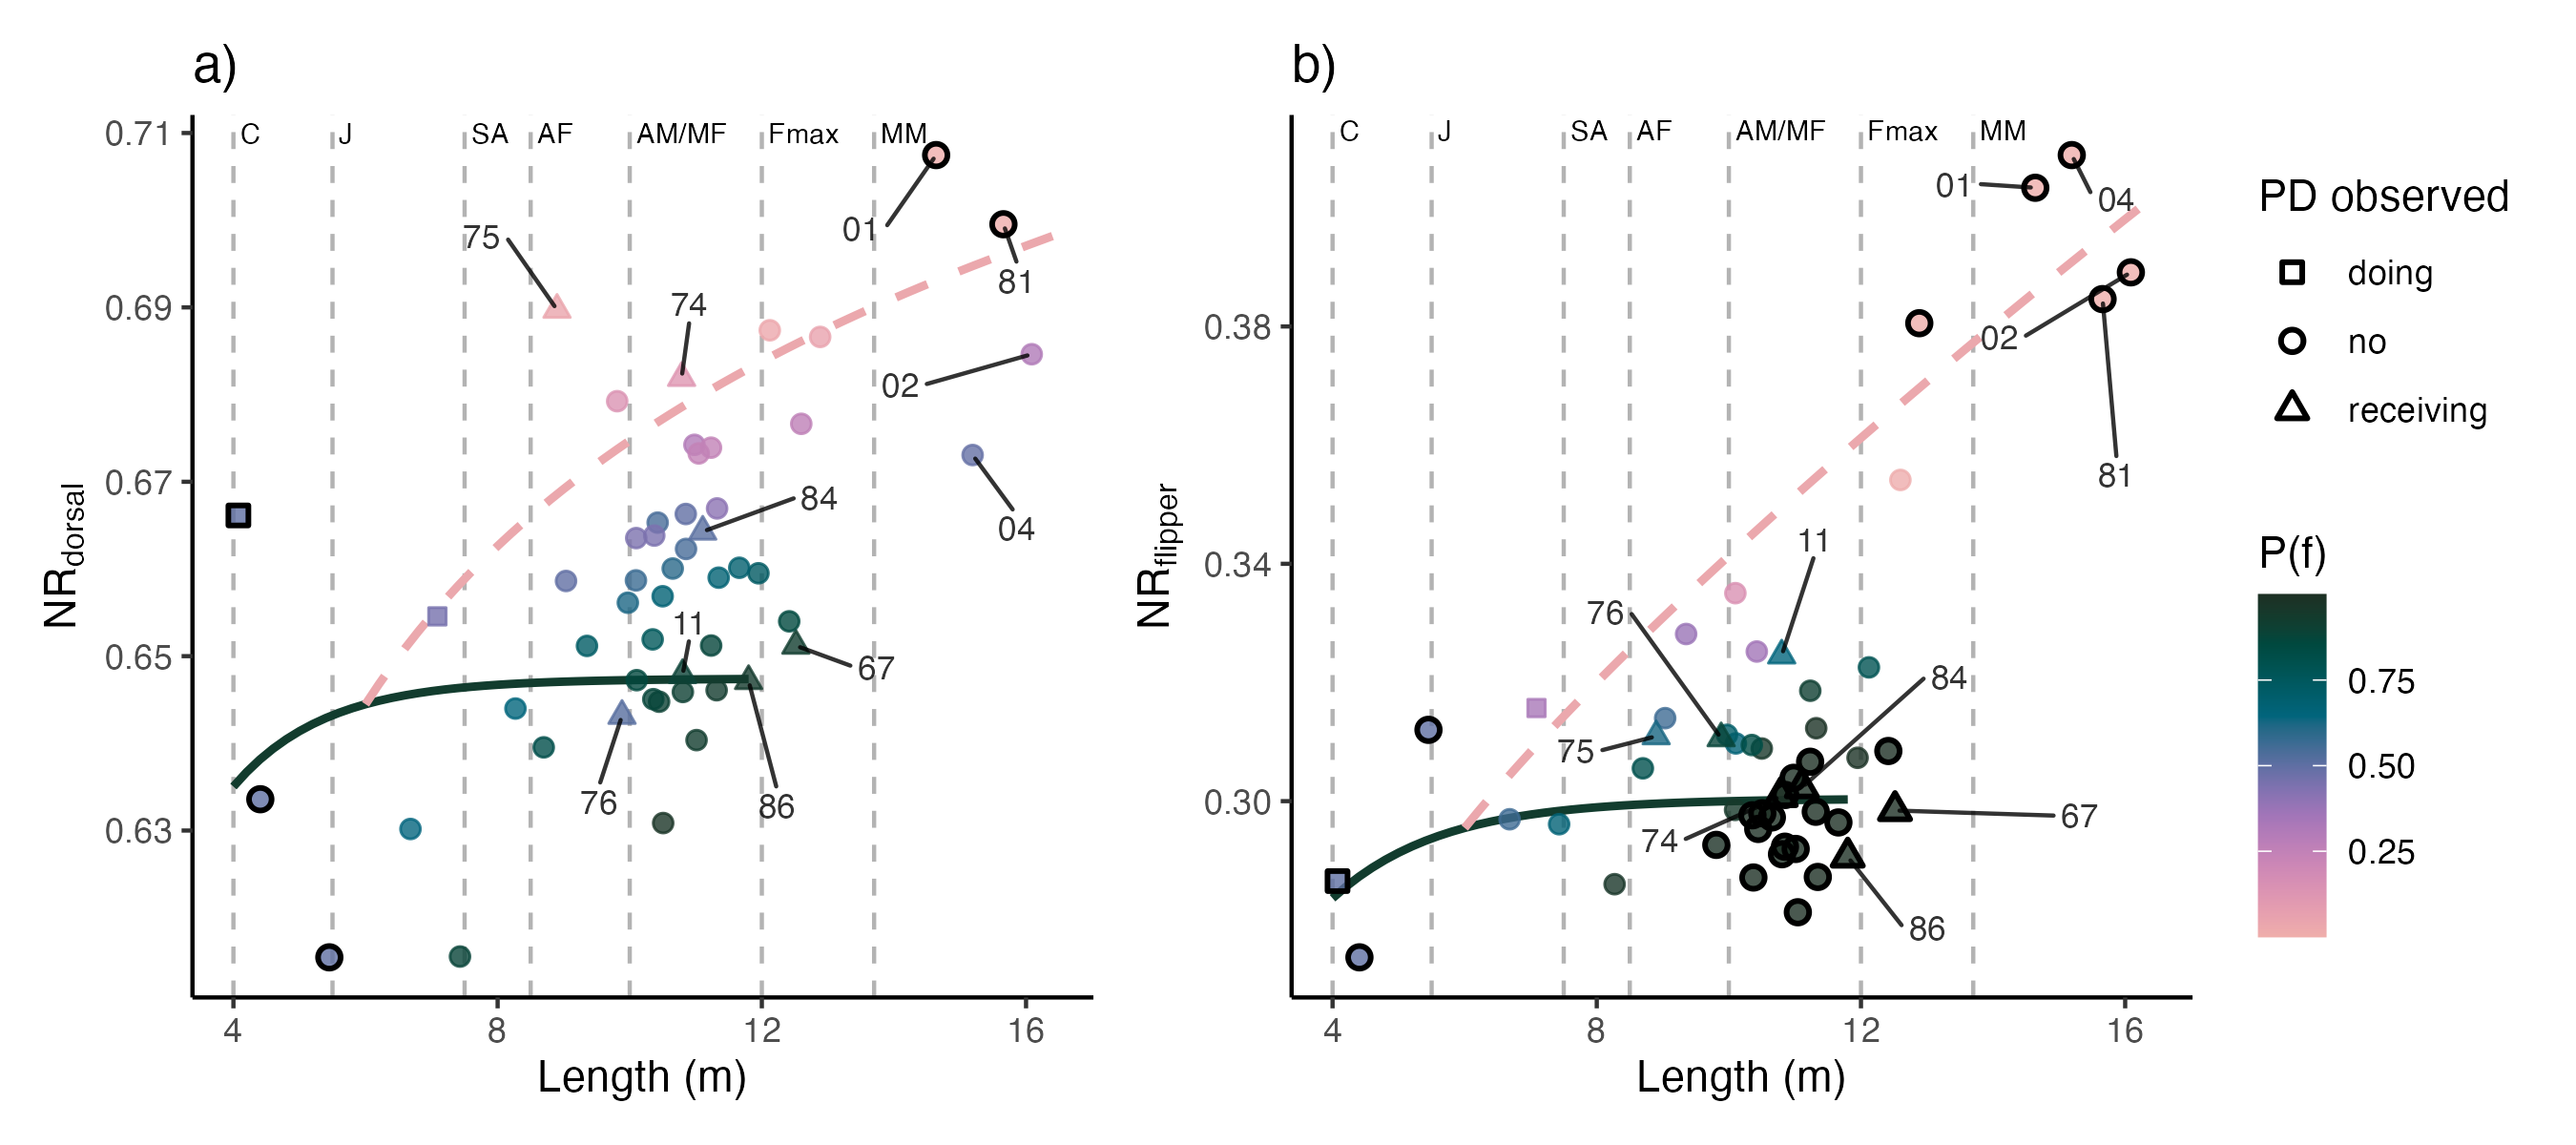 a)
0.71
0.69
0.67
0.65
0.63
NRdorsal
C J SA AF AM/MF Fmax MM
01
75
81
74
02
84
04
11
67
76
86
4 8 12 16
Length (m)
b)
0.38
0.34
0.30
NRflipper
C J SA AF AM/MF Fmax MM
01
04
02
81
11
76
84
75
67
74
86
4 8 12 16
Length (m)
PD observed
doing
no
receiving
P(f)
0.75
0.50
0.25